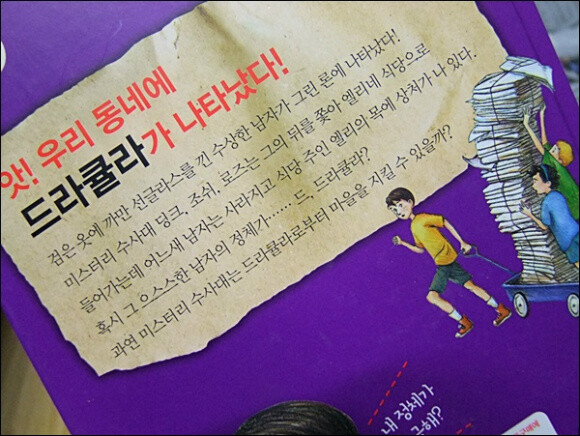 앗! 우리 동네에
드라큘라가 나타났다!
검은 옷에 까만 선글라스를 낀 수상한 남자가 그린 론에 나타났다!
미스터리 수사대 딩크, 조쉬, 로즈는 그의 뒤를 쫓아 엘리네 식당으로
들어가는데 어느새 남자는 사라지고 식당 주인 엘리의 목에 상처가 나 있다.
혹시 그 으스스한 남자의 정체가…… 드, 드라큘라?
과연 미스터리 수사대는 드라큘라로부터 마을을 지킬 수 있을까?
내 정체가